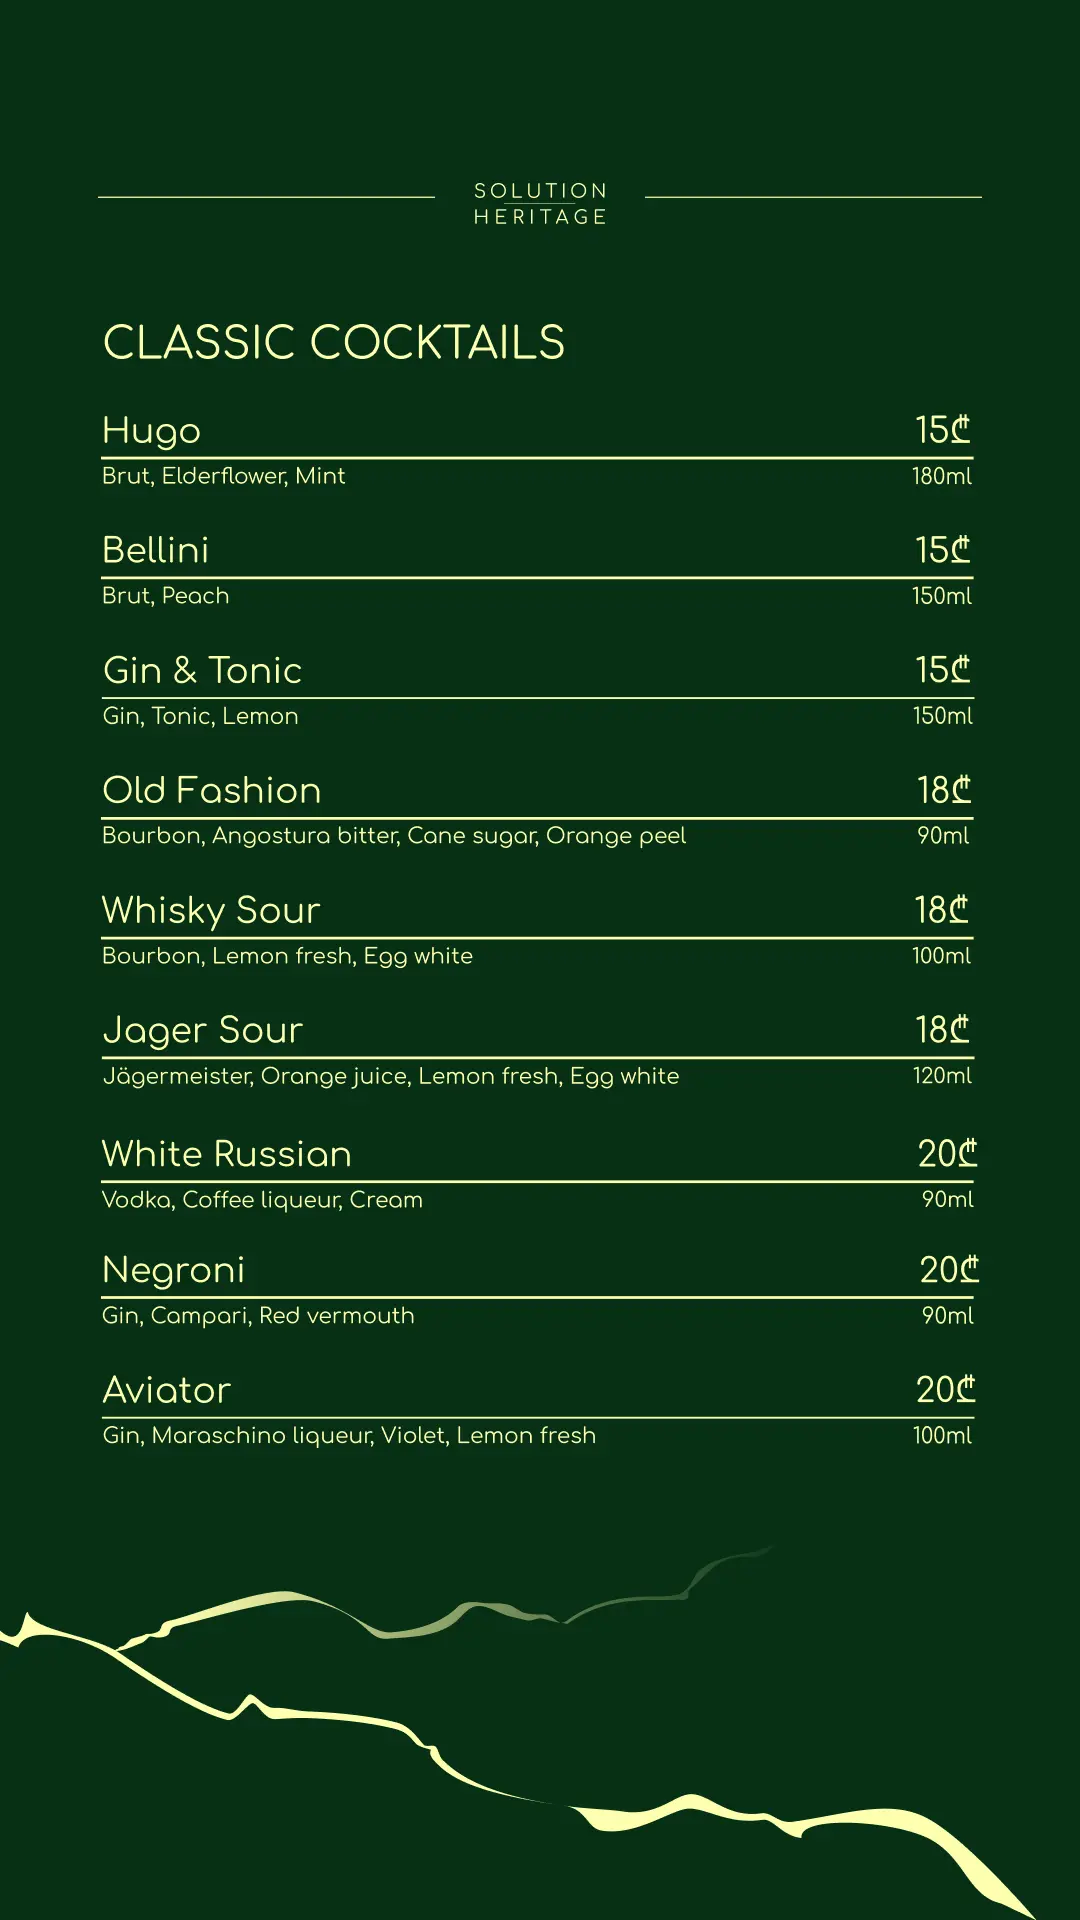 SOLUTION
HERITAGE
CLASSIC COCKTAILS
Hugo 15₾
Brut, Elderflower, Mint 180ml
Bellini 15₾
Brut, Peach 150ml
Gin & Tonic 15₾
Gin, Tonic, Lemon 150ml
Old Fashion 18₾
Bourbon, Angostura bitter, Cane sugar, Orange peel 90ml
Whisky Sour 18₾
Bourbon, Lemon fresh, Egg white 100ml
Jager Sour 18₾
Jägermeister, Orange juice, Lemon fresh, Egg white 120ml
White Russian 20₾
Vodka, Coffee liqueur, Cream 90ml
Negroni 20₾
Gin, Campari, Red vermouth 90ml
Aviator 20₾
Gin, Maraschino liqueur, Violet, Lemon fresh 100ml